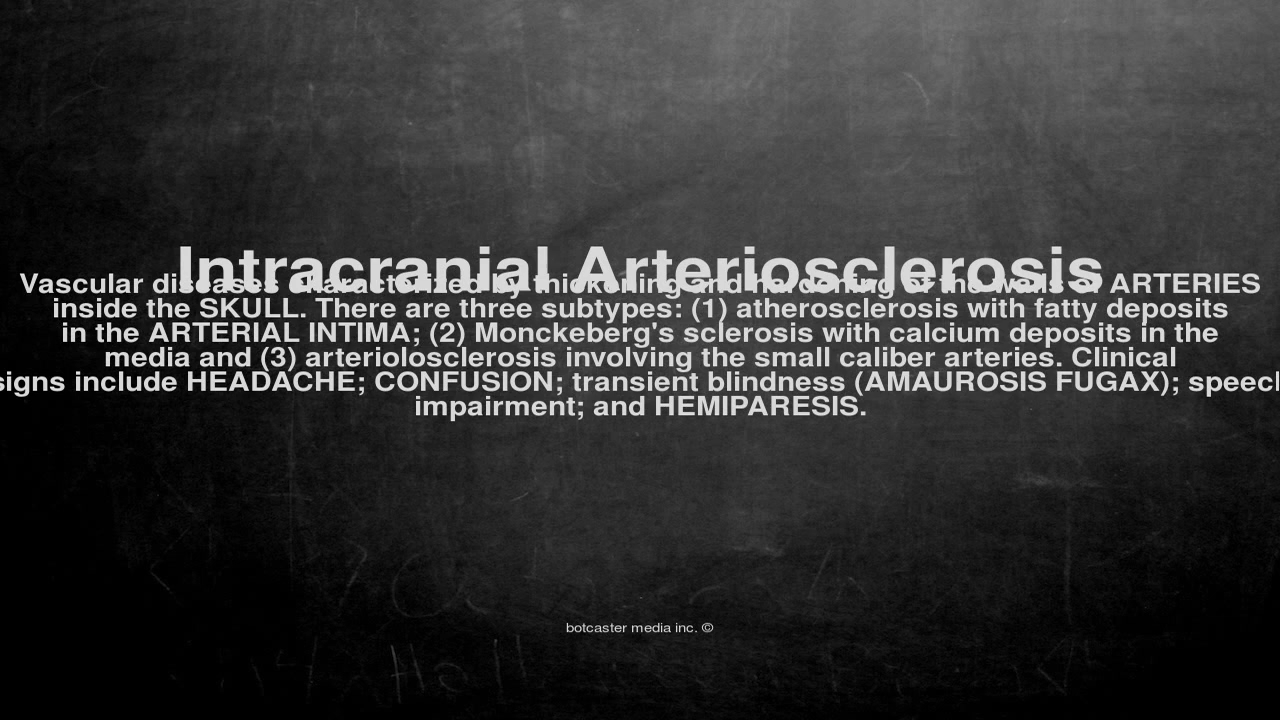 Intracranial Arteriosclerosis
Vascular diseases characterized by thickening and hardening of the walls of ARTERIES
inside the SKULL. There are three subtypes: (1) atherosclerosis with fatty deposits
in the ARTERIAL INTIMA; (2) Monckeberg's sclerosis with calcium deposits in the
media and (3) arteriolosclerosis involving the small caliber arteries. Clinical
signs include HEADACHE; CONFUSION; transient blindness (AMAUROSIS FUGAX); speec
impairment; and HEMIPARESIS.
botcaster media inc. ©